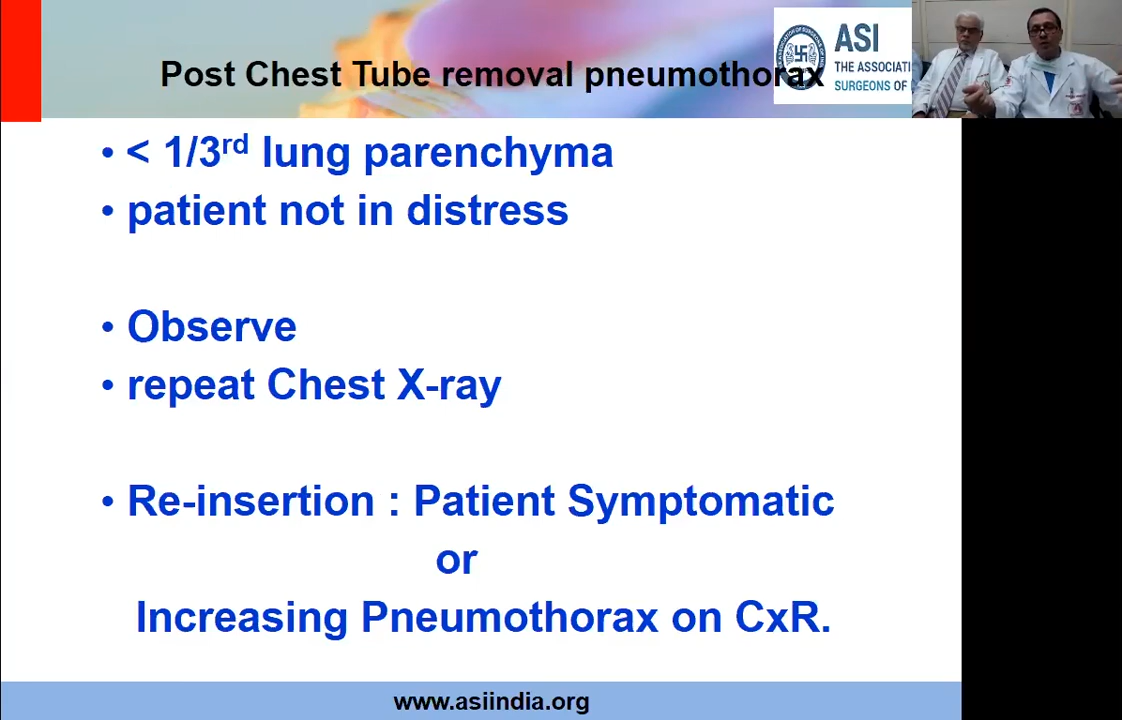 Post Chest Tube removal pneumothorax
ASI
THE ASSOCIATI
SURGEONS OF
• < 1/3rd lung parenchyma
• patient not in distress
• Observe
• repeat Chest X-ray
• Re-insertion : Patient Symptomatic
or
Increasing Pneumothorax on CxR.
www.asiindia.org